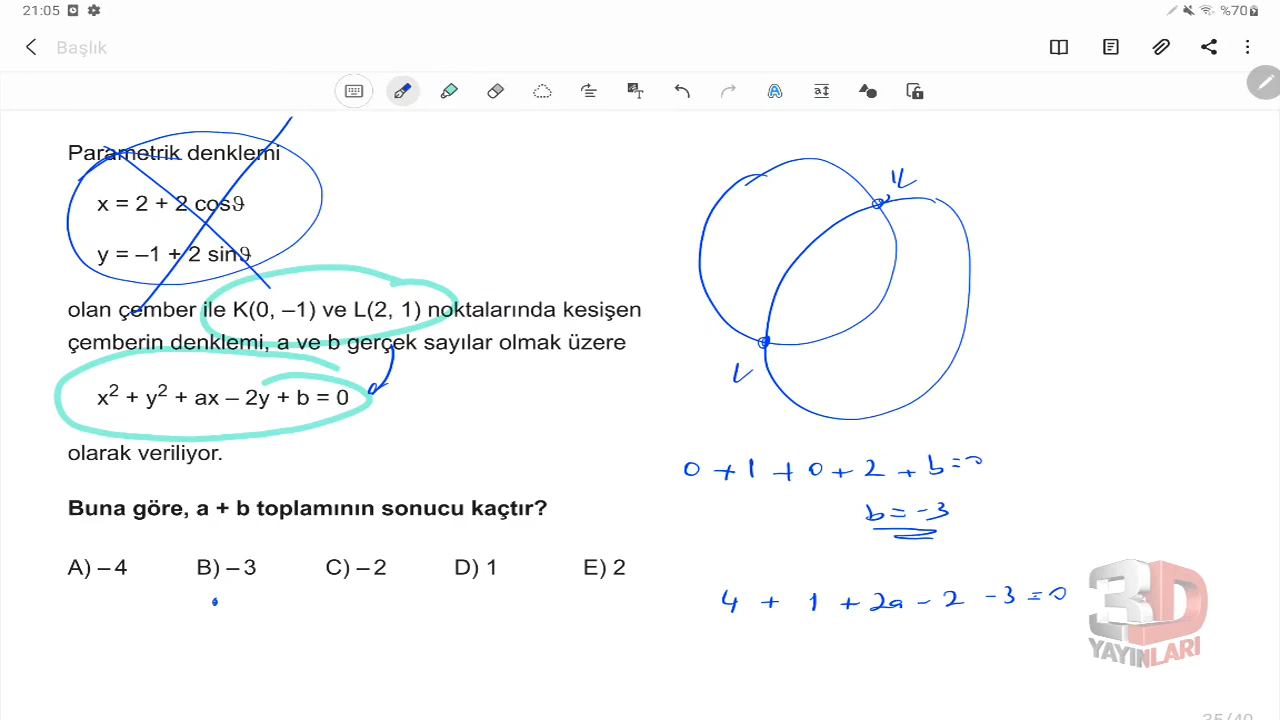 21:05
%70
Başlık
Parametrik denklemi
x = 2 + 2 cosϑ
y = –1 + 2 sinϑ
olan çember ile K(0, –1) ve L(2, 1) noktalarında kesişen
çemberin denklemi, a ve b gerçek sayılar olmak üzere
x² + y² + ax – 2y + b = 0
olarak veriliyor.
Buna göre, a + b toplamının sonucu kaçtır?
A) – 4 B) – 3 C) – 2 D) 1 E) 2
0 + 1 + 0 + 2 + b = 0
b = -3
4 + 1 + 2a - 2 - 3 = 0
3D
YAYINLARI